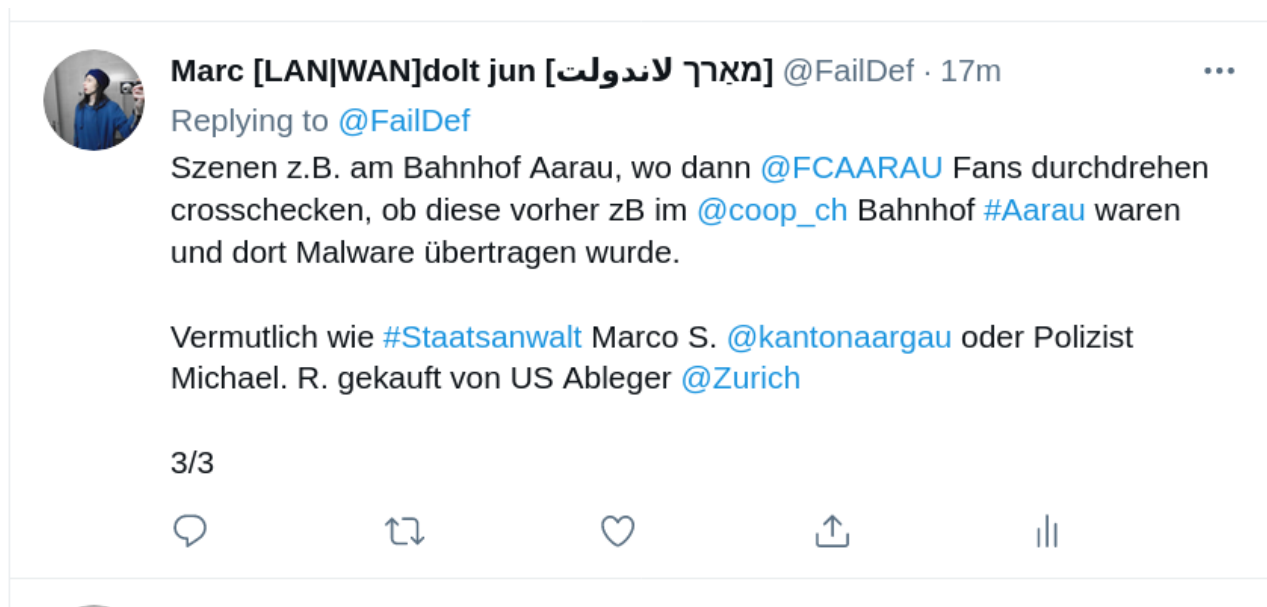 Marc [LAN|WAN]dolt jun [מאַרך لاندولت] @FailDef · 17m
Replying to @FailDef
Szenen z.B. am Bahnhof Aarau, wo dann @FCAARAU Fans durchdrehen
crosschecken, ob diese vorher zB im @coop_ch Bahnhof #Aarau waren
und dort Malware übertragen wurde.
Vermutlich wie #Staatsanwalt Marco S. @kantonaargau oder Polizist
Michael. R. gekauft von US Ableger @Zurich
3/3